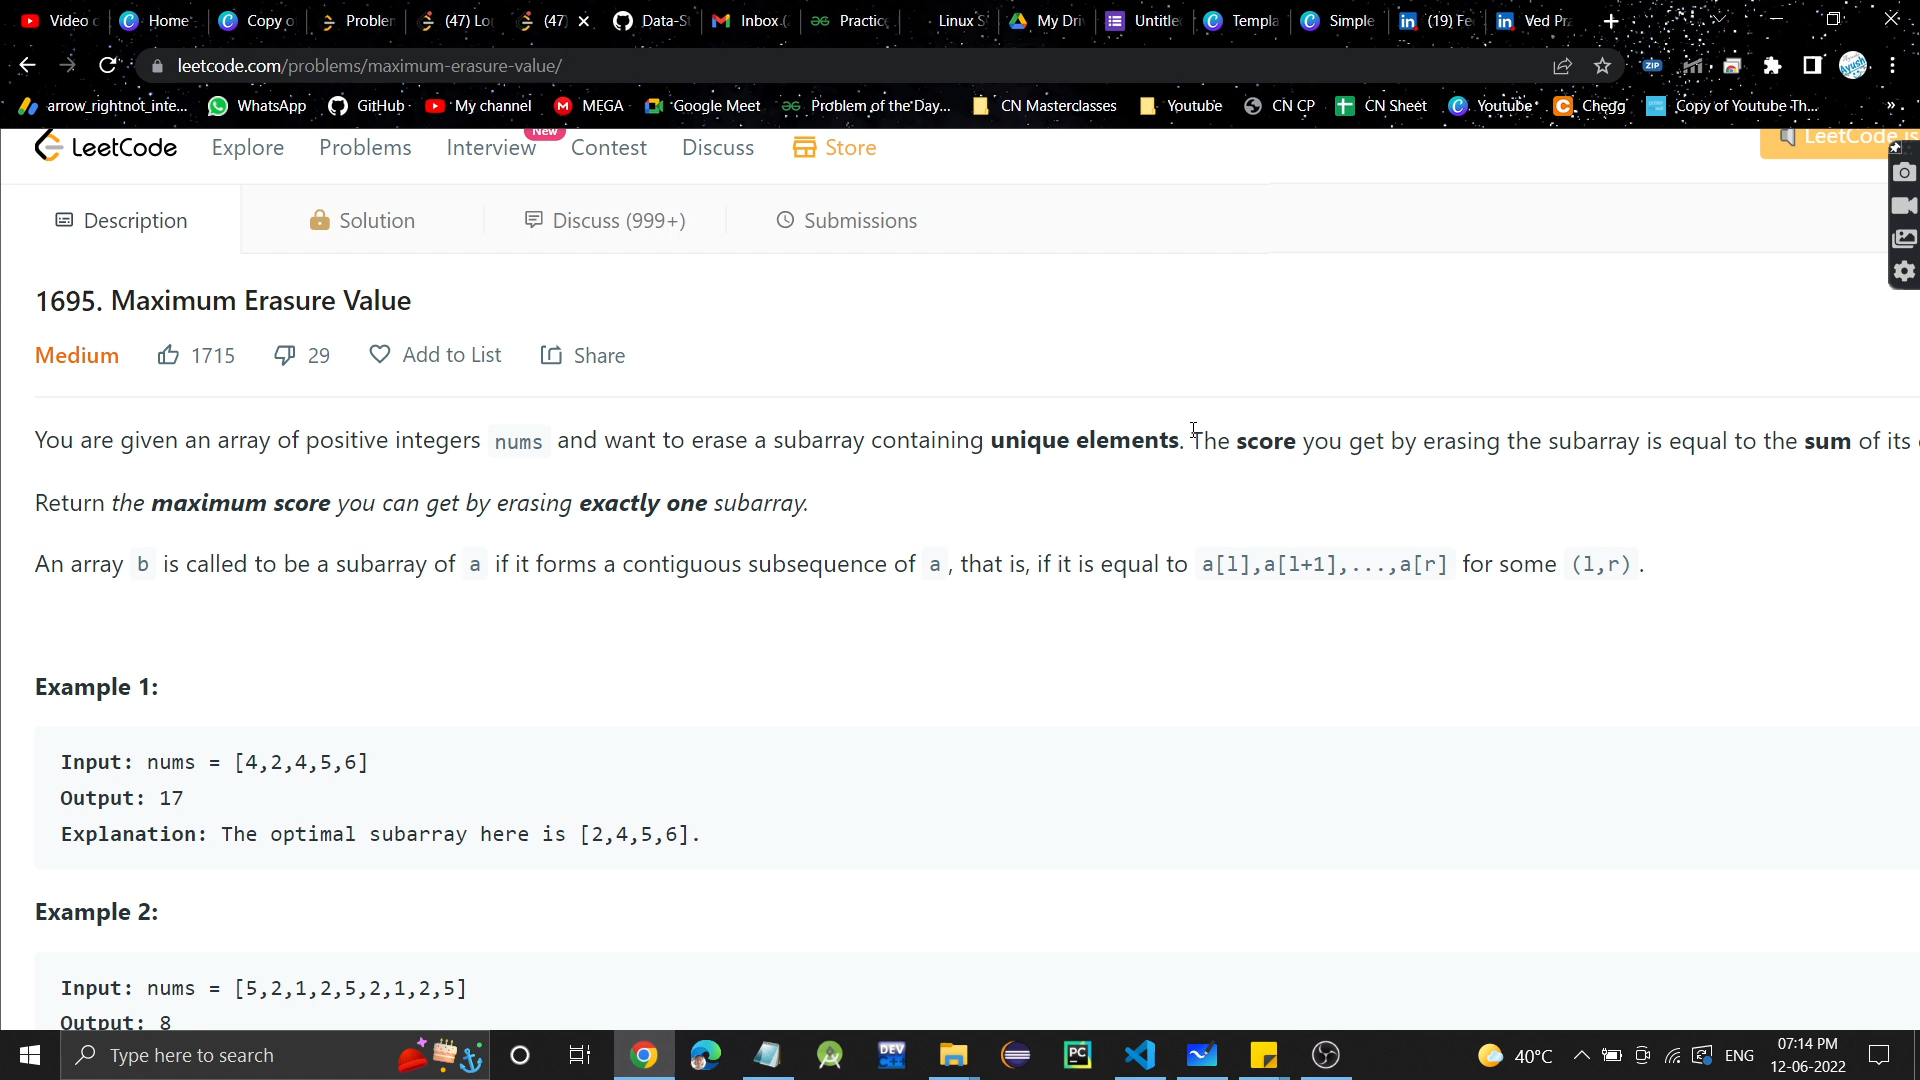 Video
Home
Copy o
Problem
(47) Lo
(47)
Data-S
Inbox (
Practic
Linux S
My Dri
Untitle
Templa
Simple
(19) Fe
Ved Pra
leetcode.com/problems/maximum-erasure-value/
ZIP
Ayush
arrow_rightnot_inte...
WhatsApp
GitHub
My channel
MEGA
Google Meet
Problem of the Day...
CN Masterclasses
Youtube
CN CP
CN Sheet
Youtube
Chegg
Copy of Youtube Th...
»
LeetCode
Explore
Problems
Interview
New
Contest
Discuss
Store
LeetCode is
Description
Solution
Discuss (999+)
Submissions
1695. Maximum Erasure Value
Medium
1715
29
Add to List
Share
You are given an array of positive integers nums and want to erase a subarray containing unique elements. The score you get by erasing the subarray is equal to the sum of its
Return the maximum score you can get by erasing exactly one subarray.
An array b is called to be a subarray of a if it forms a contiguous subsequence of a, that is, if it is equal to a[l],a[l+1],...,a[r] for some (l,r).
Example 1:
Input: nums = [4,2,4,5,6]
Output: 17
Explanation: The optimal subarray here is [2,4,5,6].
Example 2:
Input: nums = [5,2,1,2,5,2,1,2,5]
Output: 8
Type here to search
DEV
PC
40°C
ENG
07:14 PM
12-06-2022